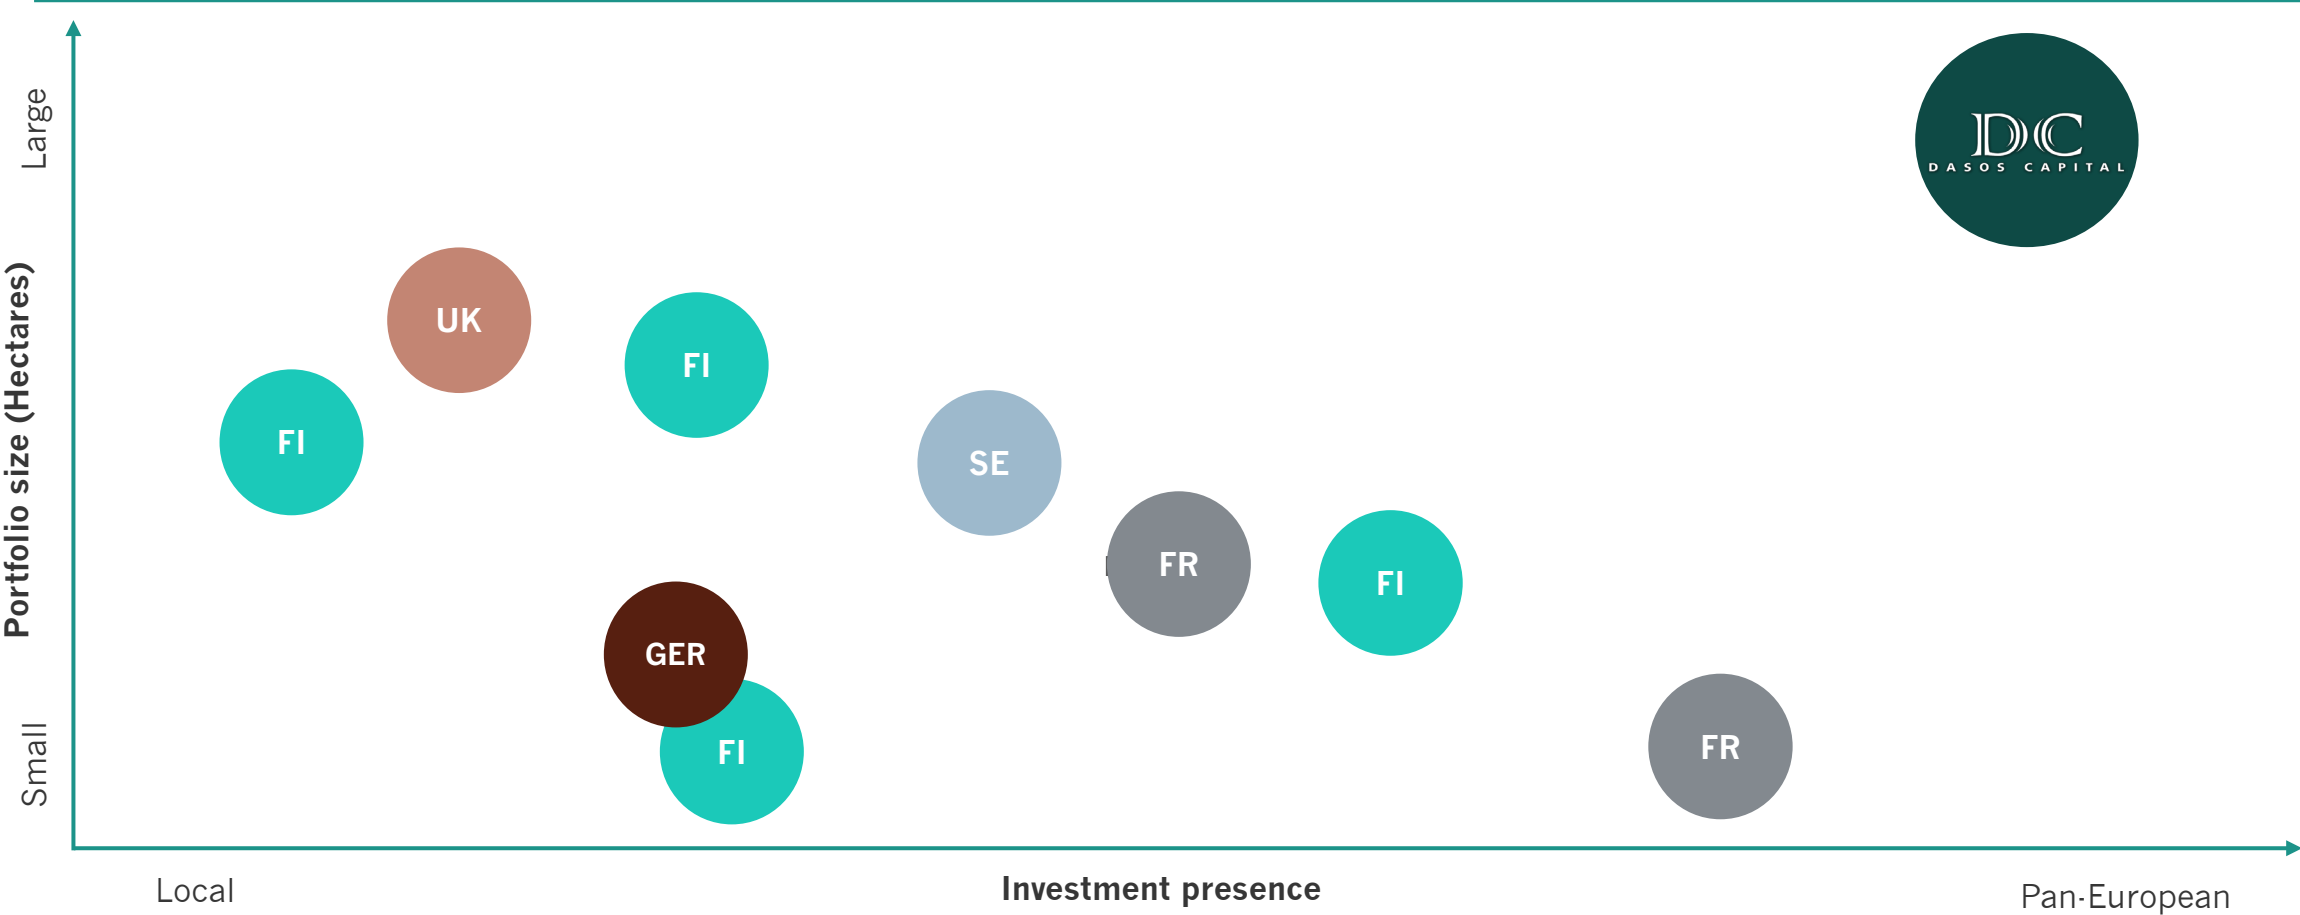 Large
DC
DASOS CAPITAL
UK
FI
FI
SE
FR
FI
GER
FI
FR
Portfolio size (Hectares)
Small
Local
Investment presence
Pan-European